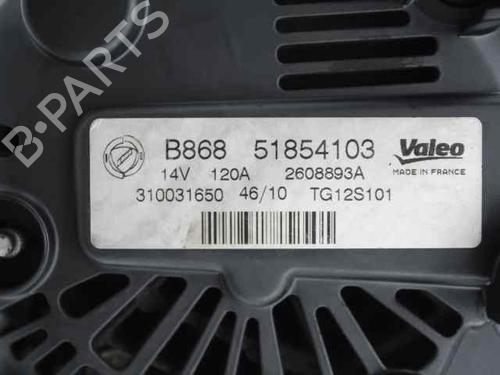 B-PARTS
B868 51854103 Valeo
14V 120A 2608893A MADE IN FRANCE
310031650 46/10 TG12S101